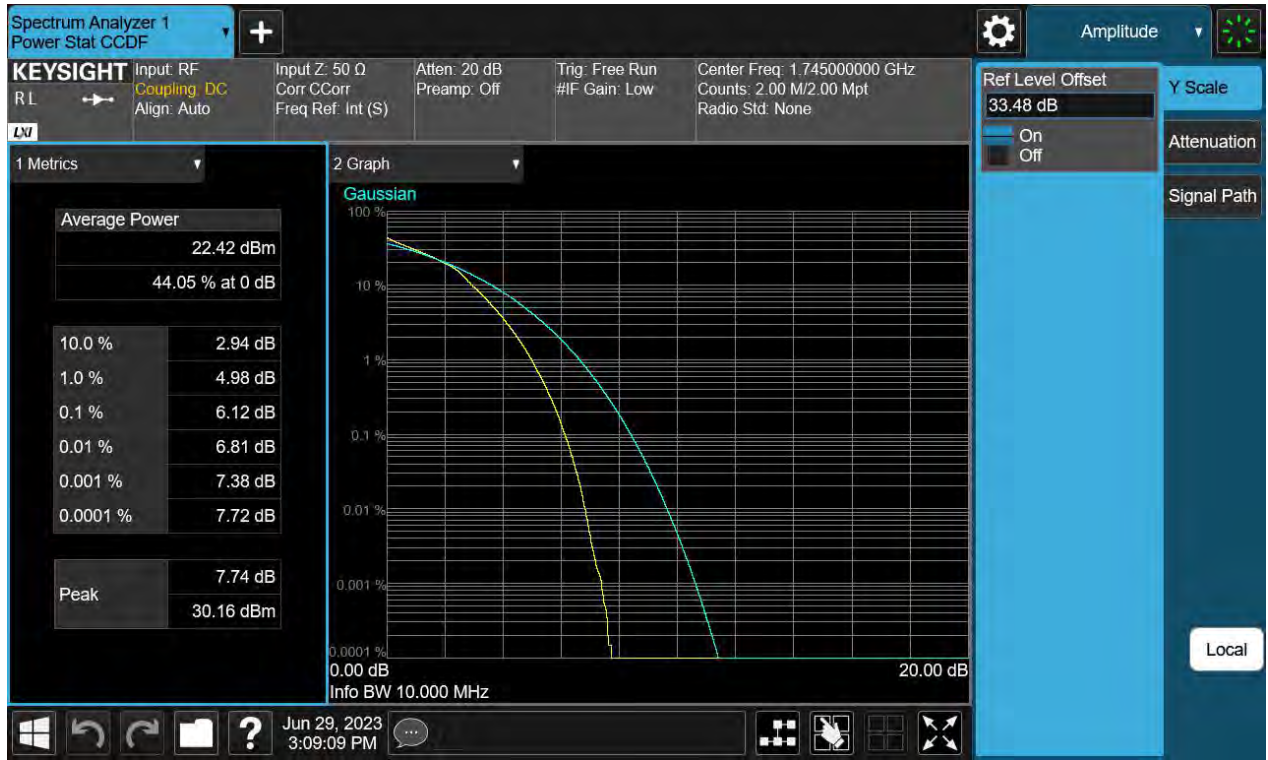 Spectrum Analyzer 1
Power Stat CCDF
+
Amplitude
KEYSIGHT
RL
LXI
Input: RF
Coupling: DC
Align: Auto
Input Z: 50 Ω
Corr CCorr
Freq Ref: Int (S)
Atten: 20 dB
Preamp: Off
Trig: Free Run
#IF Gain: Low
Center Freq: 1.745000000 GHz
Counts: 2.00 M/2.00 Mpt
Radio Std: None
Ref Level Offset
33.48 dB
On
Off
Y Scale
Attenuation
Signal Path
Local
1 Metrics
Average Power
22.42 dBm
44.05 % at 0 dB
10.0 % 2.94 dB
1.0 % 4.98 dB
0.1 % 6.12 dB
0.01 % 6.81 dB
0.001 % 7.38 dB
0.0001 % 7.72 dB
Peak
7.74 dB
30.16 dBm
2 Graph
Gaussian
100 %
10 %
1 %
0.1 %
0.01 %
0.001 %
0.0001 %
0.00 dB 20.00 dB
Info BW 10.000 MHz
?
Jun 29, 2023
3:09:09 PM